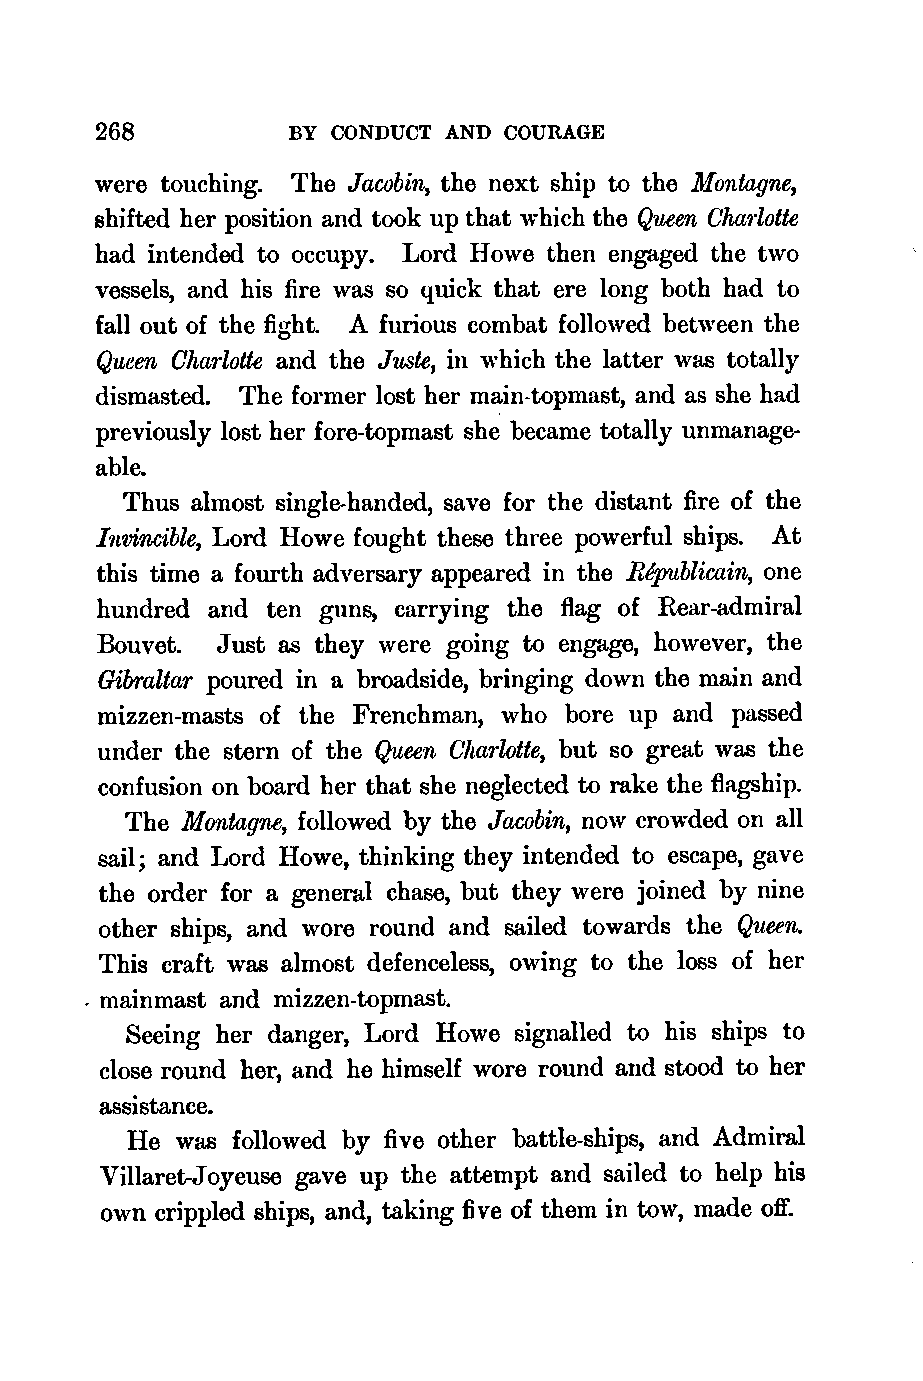 268 BY CONDUCT AND COURAGE
were touching. The Jacobin, the next ship to the Montagne,
shifted her position and took up that which the Queen Charlotte
had intended to occupy. Lord Howe then engaged the two
vessels, and his fire was so quick that ere long both had to
fall out of the fight. A furious combat followed between the
Queen Charlotte and the Juste, in which the latter was totally
dismasted. The former lost her main-topmast, and as she had
previously lost her fore-topmast she became totally unmanage-
able.
Thus almost single-handed, save for the distant fire of the
Invincible, Lord Howe fought these three powerful ships. At
this time a fourth adversary appeared in the Républicain, one
hundred and ten guns, carrying the flag of Rear-admiral
Bouvet. Just as they were going to engage, however, the
Gibraltar poured in a broadside, bringing down the main and
mizzen-masts of the Frenchman, who bore up and passed
under the stern of the Queen Charlotte, but so great was the
confusion on board her that she neglected to rake the flagship.
The Montagne, followed by the Jacobin, now crowded on all
sail; and Lord Howe, thinking they intended to escape, gave
the order for a general chase, but they were joined by nine
other ships, and wore round and sailed towards the Queen.
This craft was almost defenceless, owing to the loss of her
mainmast and mizzen-topmast.
Seeing her danger, Lord Howe signalled to his ships to
close round her, and he himself wore round and stood to her
assistance.
He was followed by five other battle-ships, and Admiral
Villaret-Joyeuse gave up the attempt and sailed to help his
own crippled ships, and, taking five of them in tow, made off.